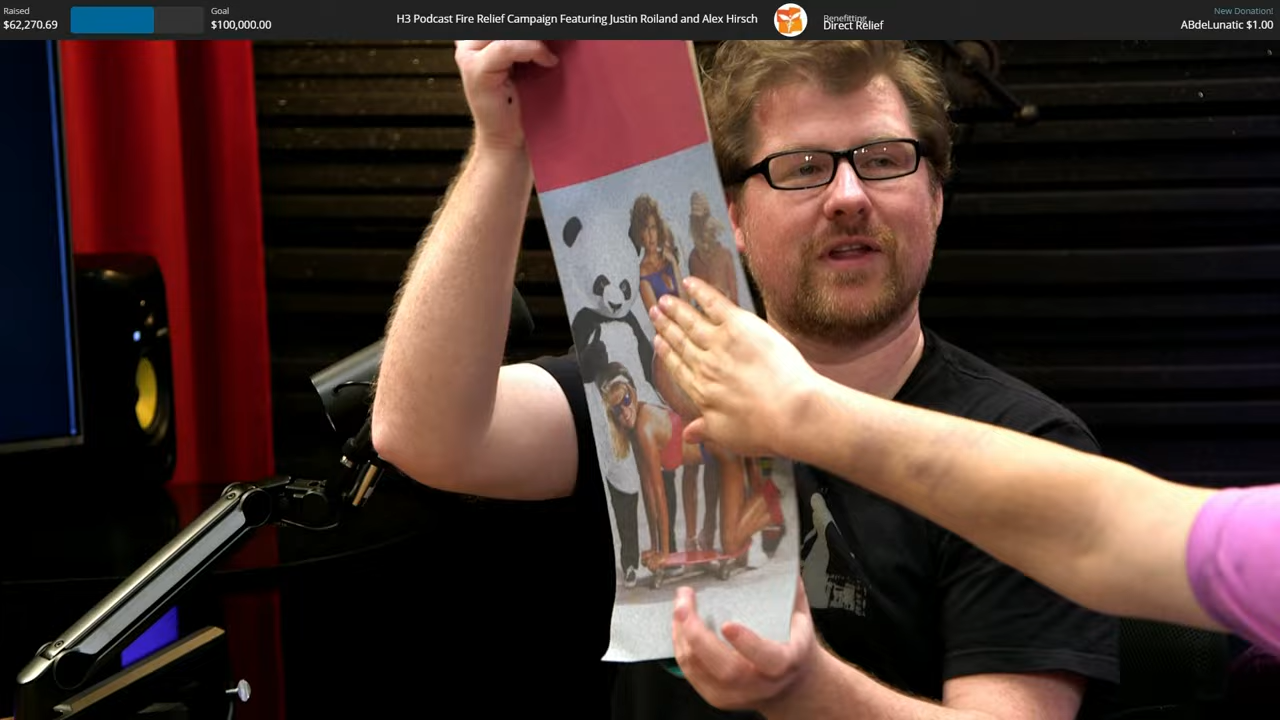 Raised
$62,270.69
Goal
$100,000.00
H3 Podcast Fire Relief Campaign Featuring Justin Roiland and Alex Hirsch
Benefitting
Direct Relief
New Donation!
ABdeLunatic $1.00